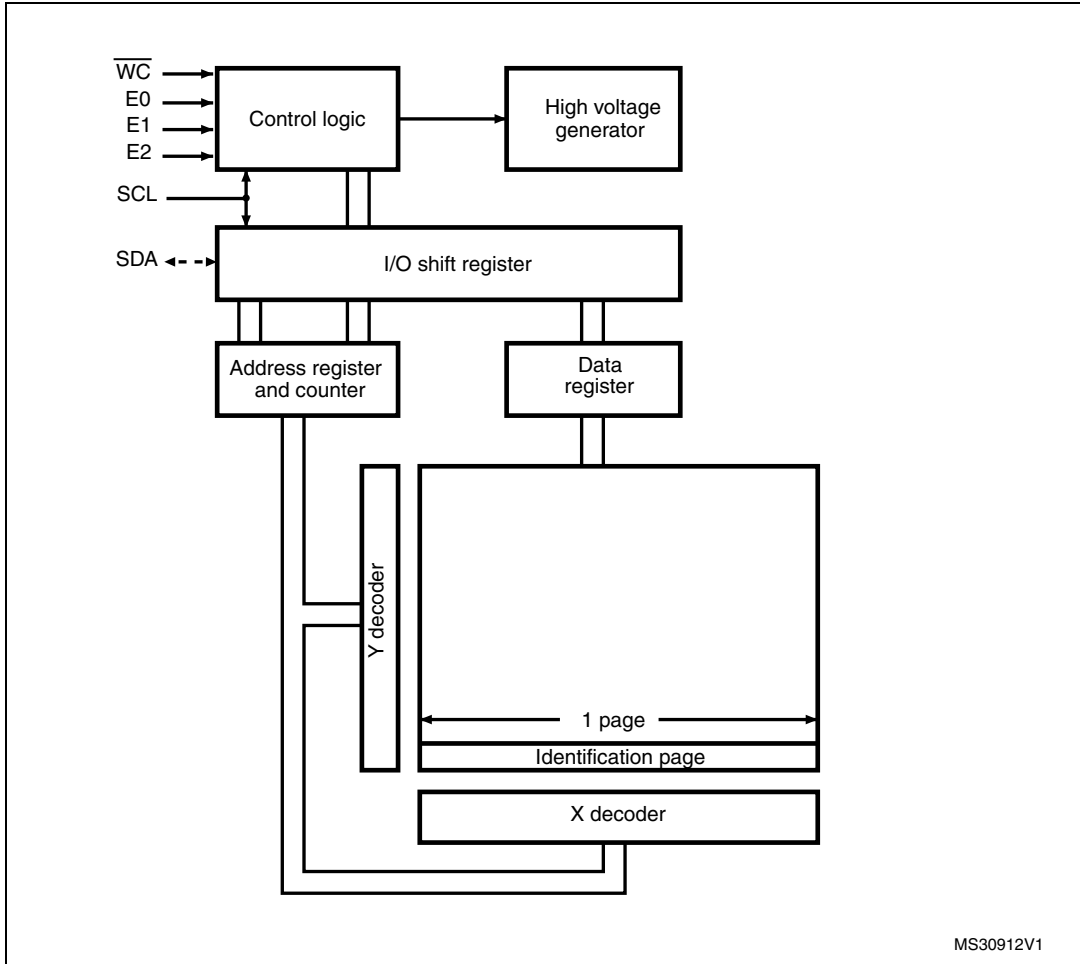 W̅C̅
E0
E1
E2
SCL
SDA
Control logic
High voltage
generator
I/O shift register
Address register
and counter
Data
register
Y decoder
1 page
Identification page
X decoder
MS30912V1